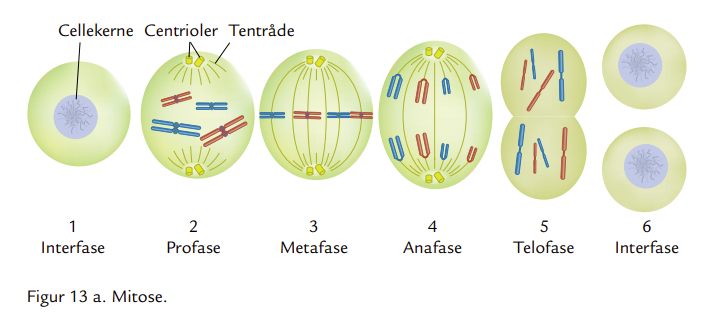 Cellekerne Centrioler Tentråde
1 2 3 4 5 6
Interfase Profase Metafase Anafase Telofase Interfase
Figur 13 a. Mitose.